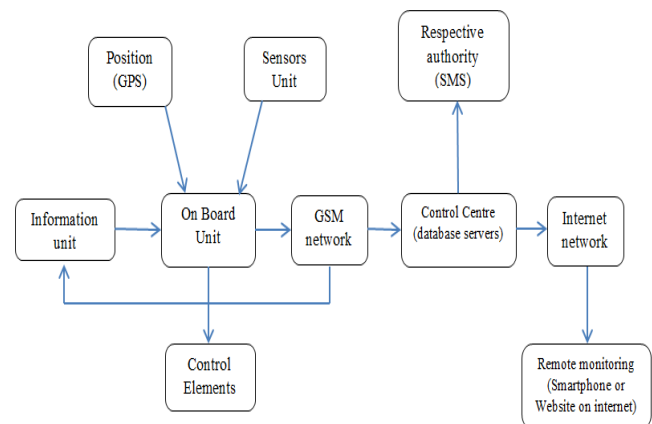 Position
(GPS)
Sensors
Unit
Respective
authority
(SMS)
Information
unit
On Board
Unit
GSM
network
Control Centre
(database servers)
Internet
network
Control
Elements
Remote monitoring
(Smartphone or
Website on internet)